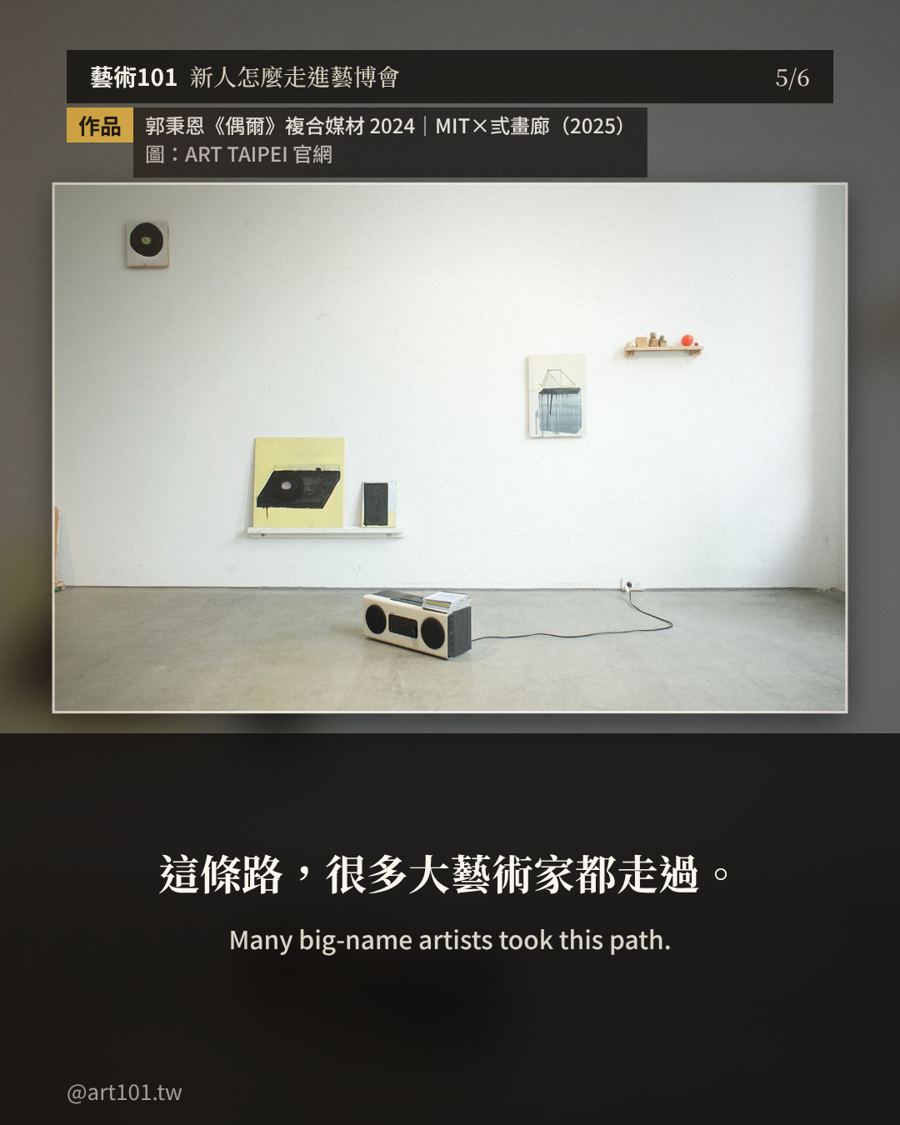 藝術101 新人怎麼走進藝博會 5/6
作品 郭秉恩《偶爾》複合媒材 2024｜MIT×弎畫廊（2025）
圖：ART TAIPEI 官網
這條路，很多大藝術家都走過。
Many big-name artists took this path.
@art101.tw